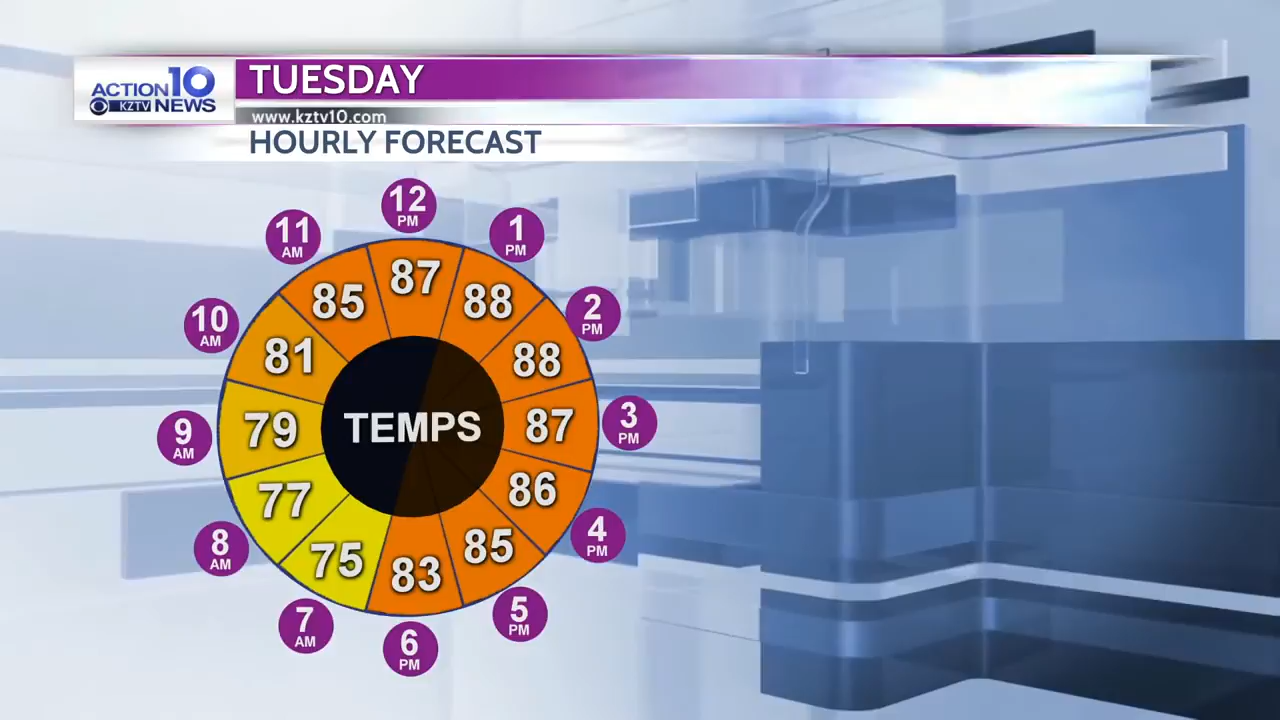 ACTION 10
KZTV NEWS
TUESDAY
www.kztv10.com
HOURLY FORECAST
12
PM
87
1
PM
88
2
PM
88
3
PM
87
4
PM
86
5
PM
85
6
PM
83
7
AM
75
8
AM
77
9
AM
79
10
AM
81
11
AM
85
TEMPS